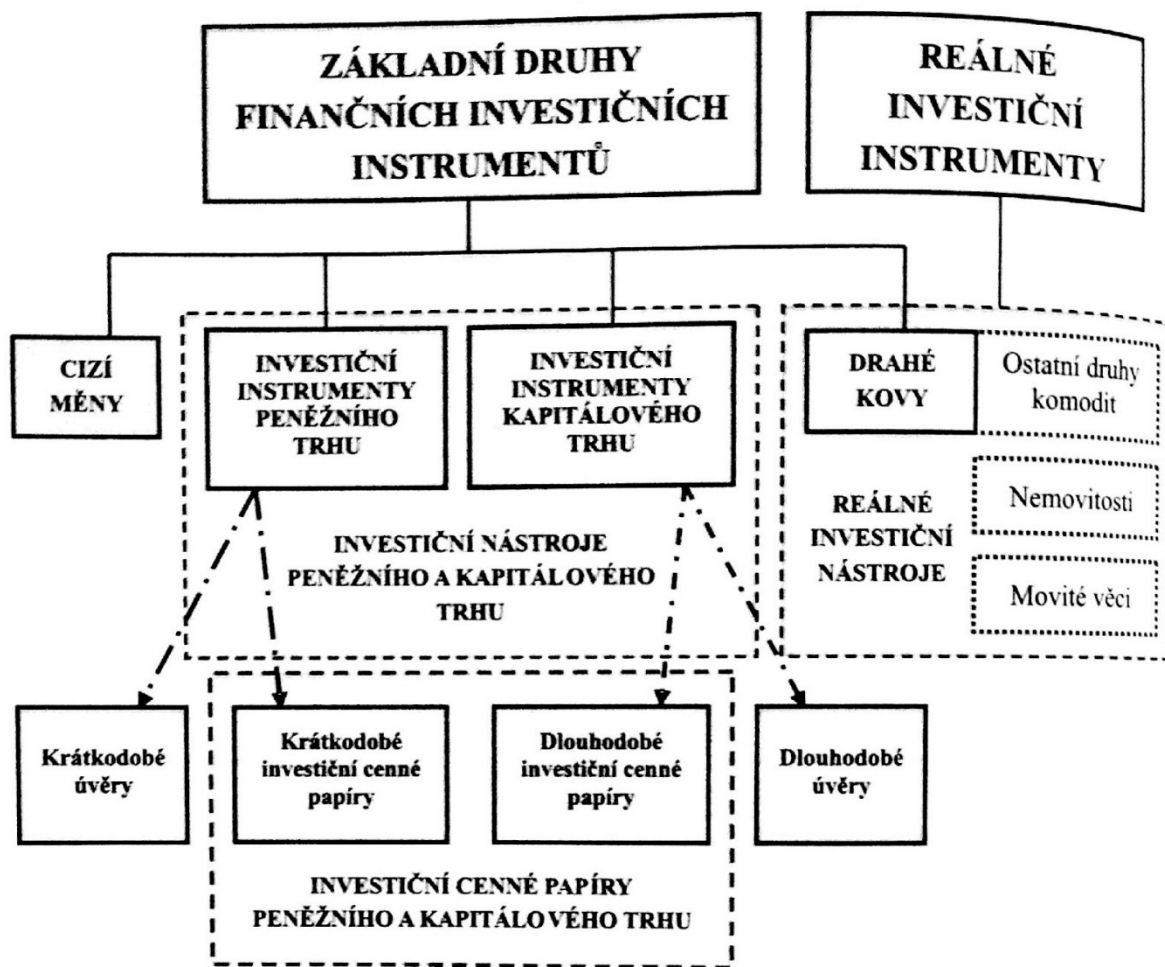 ZÁKLADNÍ DRUHY
FINANČNÍCH INVESTIČNÍCH
INSTRUMENTŮ
REÁLNÉ
INVESTIČNÍ
INSTRUMENTY
CIZÍ
MĚNY
INVESTIČNÍ
INSTRUMENTY
PENĚŽNÍHO
TRHU
INVESTIČNÍ
INSTRUMENTY
KAPITÁLOVÉHO
TRHU
DRAHÉ
KOVY
Ostatní druhy
komodit
INVESTIČNÍ NÁSTROJE
PENĚŽNÍHO A KAPITÁLOVÉHO
TRHU
REÁLNÉ
INVESTIČNÍ
NÁSTROJE
Nemovitosti
Movité věci
Krátkodobé
úvěry
Krátkodobé
investiční cenné
papíry
Dlouhodobé
investiční cenné
papíry
Dlouhodobé
úvěry
INVESTIČNÍ CENNÉ PAPÍRY
PENĚŽNÍHO A KAPITÁLOVÉHO TRHU